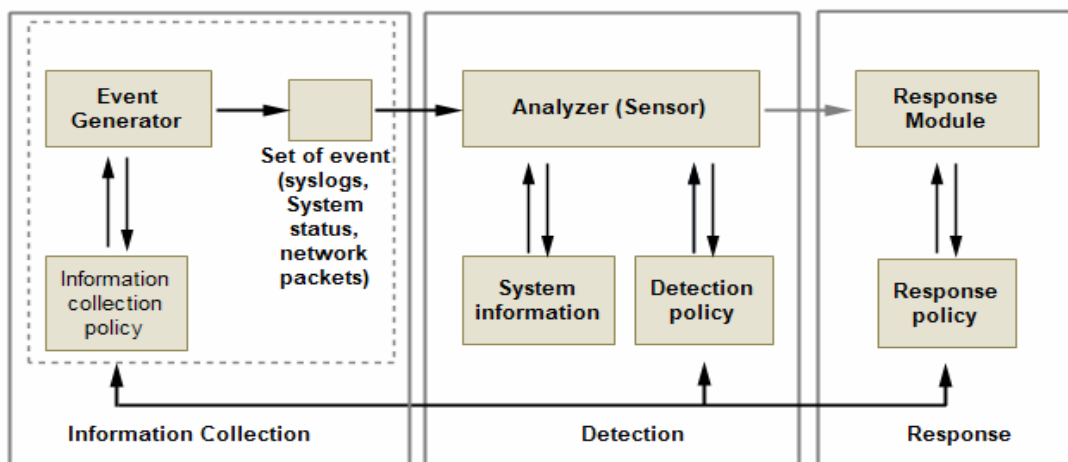 Event
Generator
Set of event
(syslogs,
System
status,
network
packets)
Information
collection
policy
Information Collection
Analyzer (Sensor)
System
information
Detection
policy
Detection
Response
Module
Response
policy
Response